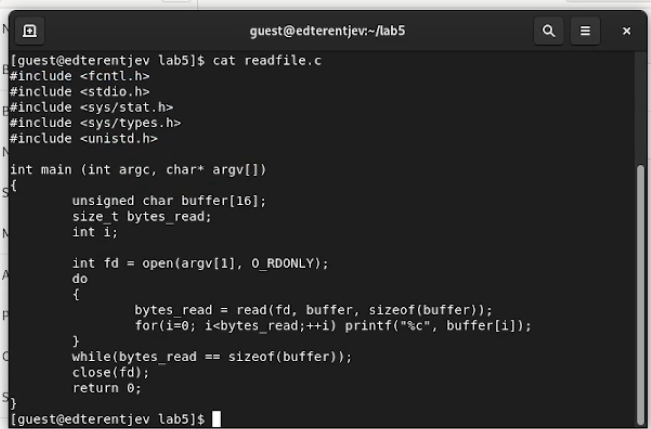 guest@edterentjev:~/lab5
[guest@edterentjev lab5]$ cat readfile.c
#include <fcntl.h>
#include <stdio.h>
#include <sys/stat.h>
#include <sys/types.h>
#include <unistd.h>

int main (int argc, char* argv[])
{
        unsigned char buffer[16];
        size_t bytes_read;
        int i;

        int fd = open(argv[1], O_RDONLY);
        do
        {
                bytes_read = read(fd, buffer, sizeof(buffer));
                for(i=0; i<bytes_read;++i) printf("%c", buffer[i]);
        }
        while(bytes_read == sizeof(buffer));
        close(fd);
        return 0;
}
[guest@edterentjev lab5]$